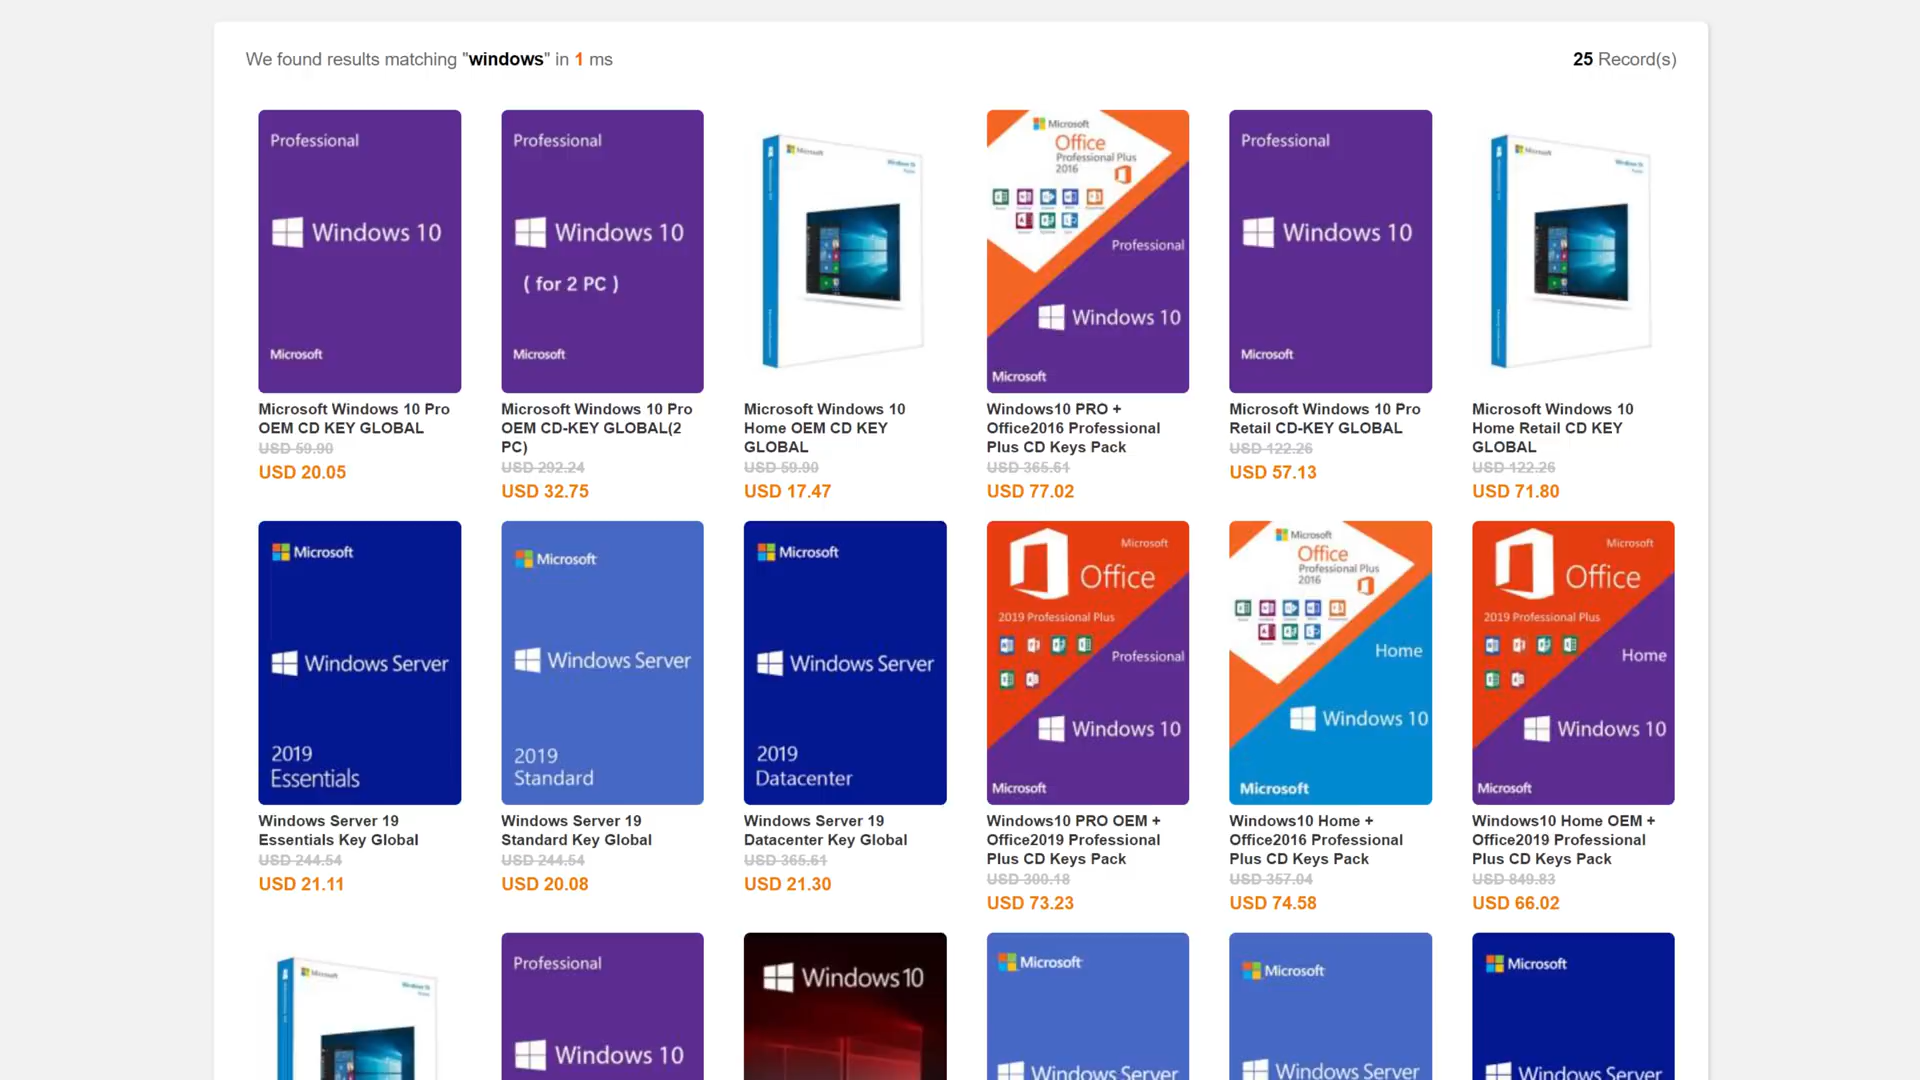 We found results matching "windows" in 1 ms
25 Record(s)
Professional
Windows 10
Microsoft
Microsoft Windows 10 Pro
OEM CD KEY GLOBAL
USD 59.90
USD 20.05
Professional
Windows 10
( for 2 PC )
Microsoft
Microsoft Windows 10 Pro
OEM CD-KEY GLOBAL(2
PC)
USD 292.24
USD 32.75
Microsoft
Windows 10
Microsoft Windows 10
Home OEM CD KEY
GLOBAL
USD 59.90
USD 17.47
Microsoft
Office
Professional Plus
2016
Professional
Windows 10
Microsoft
Windows10 PRO +
Office2016 Professional
Plus CD Keys Pack
USD 365.61
USD 77.02
Professional
Windows 10
Microsoft
Microsoft Windows 10 Pro
Retail CD-KEY GLOBAL
USD 122.26
USD 57.13
Microsoft
Windows 10
Microsoft Windows 10
Home Retail CD KEY
GLOBAL
USD 122.26
USD 71.80
Microsoft
Windows Server
2019
Essentials
Windows Server 19
Essentials Key Global
USD 244.54
USD 21.11
Microsoft
Windows Server
2019
Standard
Windows Server 19
Standard Key Global
USD 244.54
USD 20.08
Microsoft
Windows Server
2019
Datacenter
Windows Server 19
Datacenter Key Global
USD 365.61
USD 21.30
Microsoft
Office
2019 Professional Plus
Professional
Windows 10
Microsoft
Windows10 PRO OEM +
Office2019 Professional
Plus CD Keys Pack
USD 300.18
USD 73.23
Microsoft
Office
Professional Plus
2016
Home
Windows 10
Microsoft
Windows10 Home +
Office2016 Professional
Plus CD Keys Pack
USD 357.04
USD 74.58
Microsoft
Office
2019 Professional Plus
Home
Windows 10
Microsoft
Windows10 Home OEM +
Office2019 Professional
Plus CD Keys Pack
USD 849.83
USD 66.02
Microsoft
Windows 10
Professional
Windows 10
Windows 10
Microsoft
Windows Server
Microsoft
Windows Server
Microsoft
Windows Server